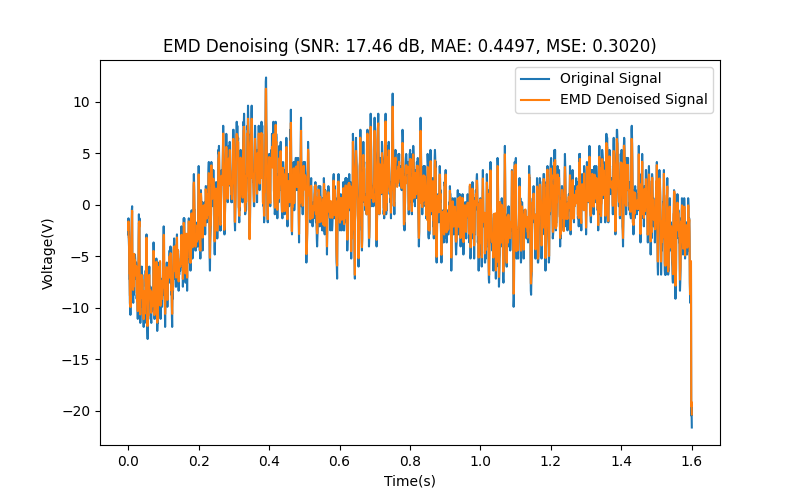 EMD Denoising (SNR: 17.46 dB, MAE: 0.4497, MSE: 0.3020)
Original Signal
EMD Denoised Signal
10
5
0
−5
−10
−15
−20
Voltage(V)
0.0 0.2 0.4 0.6 0.8 1.0 1.2 1.4 1.6
Time(s)